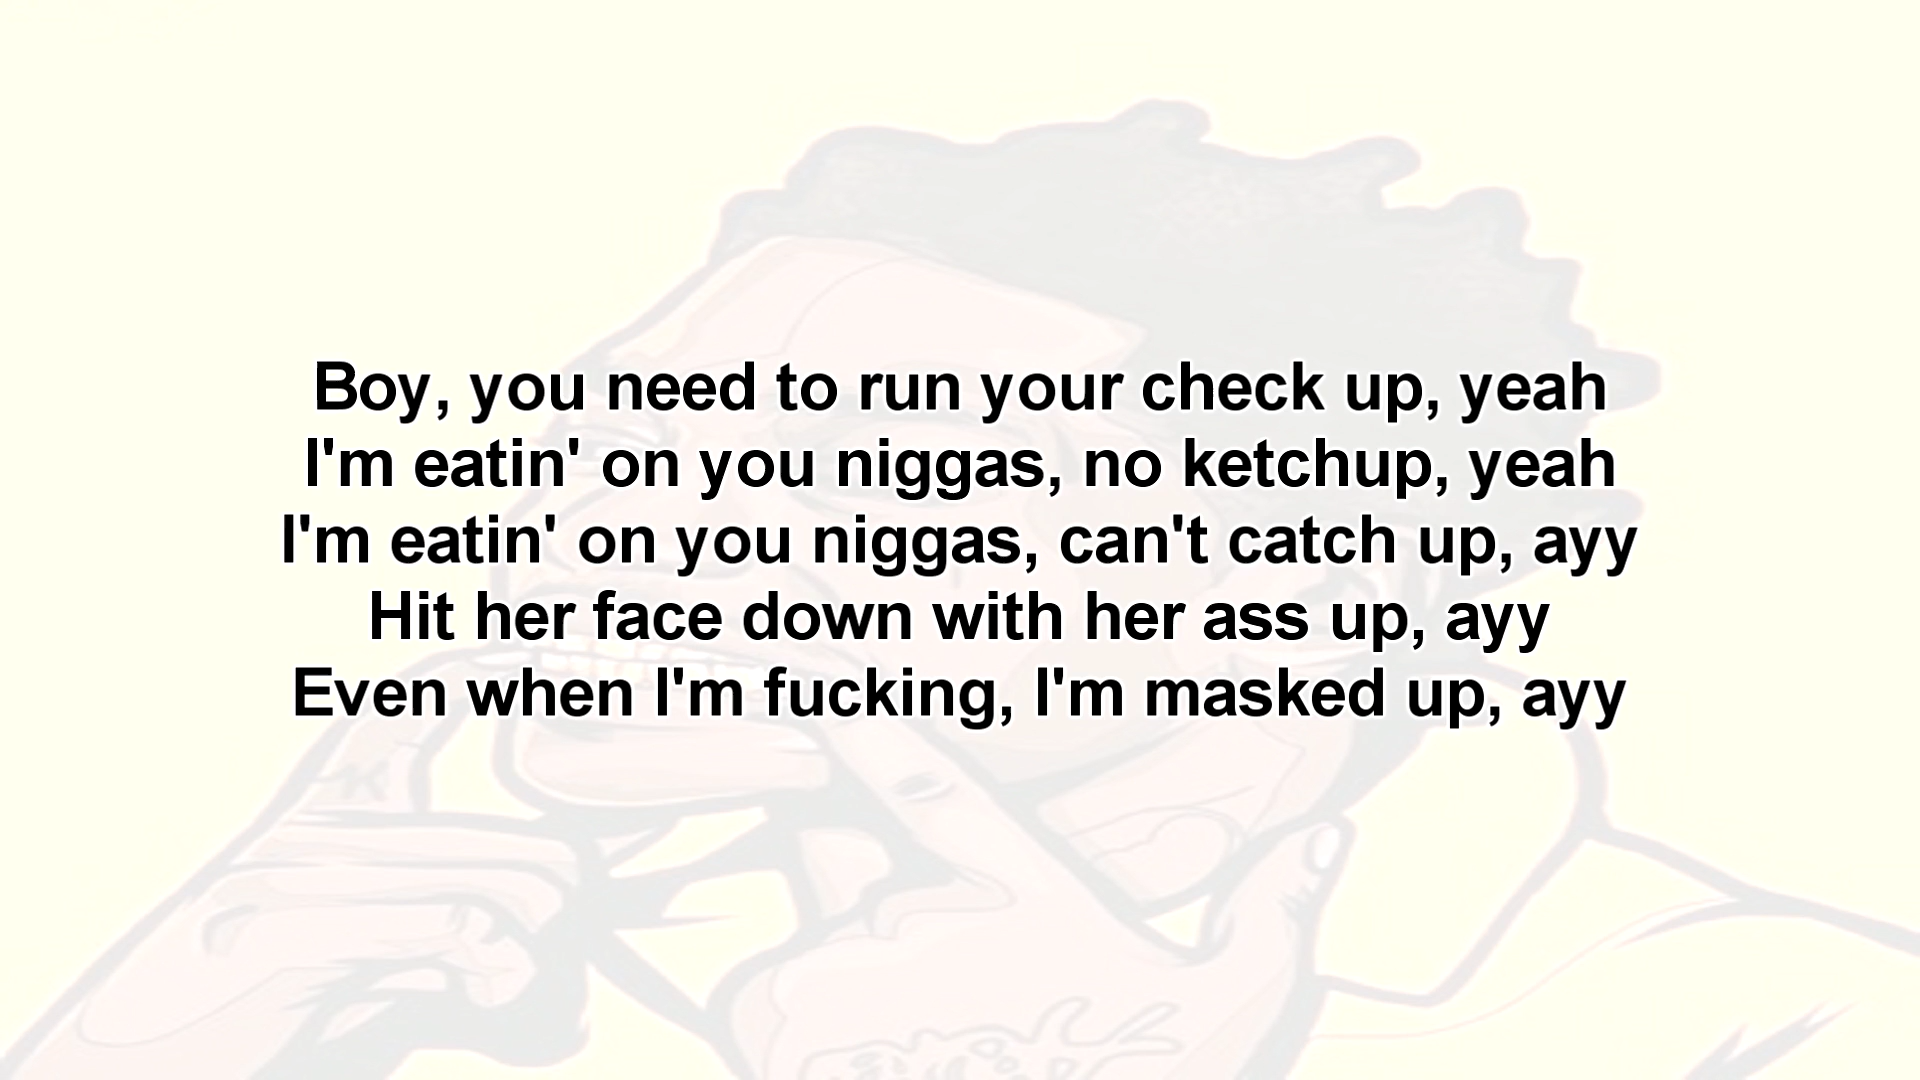 Boy, you need to run your check up, yeah
I'm eatin' on you niggas, no ketchup, yeah
I'm eatin' on you niggas, can't catch up, ayy
Hit her face down with her ass up, ayy
Even when I'm fucking, I'm masked up, ayy